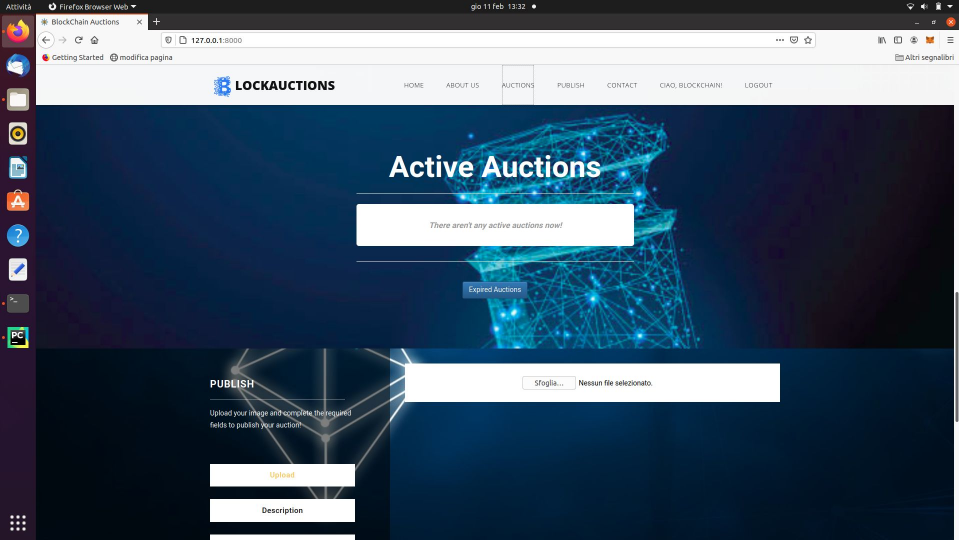 Attività
Firefox Browser Web
gio 11 feb 13:32
BlockChain Auctions
127.0.0.1:8000
Getting Started
modifica pagina
Altri segnalibri
BLOCKAUCTIONS
HOME
ABOUT US
AUCTIONS
PUBLISH
CONTACT
CIAO, BLOCKCHAIN!
LOGOUT
Active Auctions
There aren't any active auctions now!
Expired Auctions
PUBLISH
Upload your image and complete the required
fields to publish your auction!
Sfoglia...
Nessun file selezionato.
Upload
Description
PC